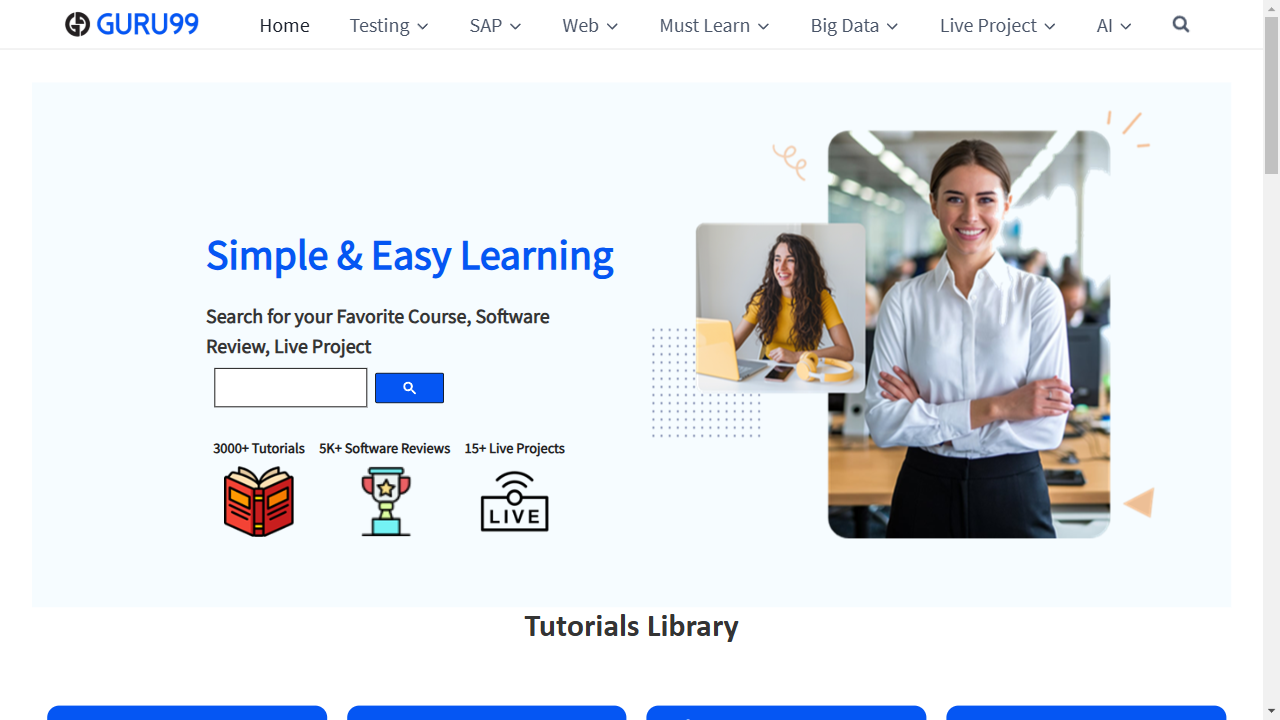 GURU99
Home Testing SAP Web Must Learn Big Data Live Project AI
Simple & Easy Learning
Search for your Favorite Course, Software
Review, Live Project
3000+ Tutorials 5K+ Software Reviews 15+ Live Projects
LIVE
Tutorials Library